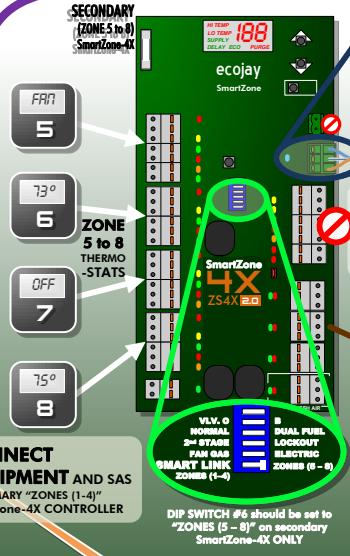 SECONDARY
(ZONE 5 to 8)
SmartZone-4X
HI TEMP
LO TEMP
SUPPLY
DELAY ECO PURGE
188
ecojay
SmartZone
FAN
5
73°
6
ZONE
5 to 8
THERMO
-STATS
OFF
7
75°
8
SmartZone
4X
ZS4X 2.0
VLV. O B
NORMAL DUAL FUEL
2nd STAGE LOCKOUT
FAN GAS ELECTRIC
SMART LINK ZONES (5 – 8)
ZONES (1–4)
NNECT
IPMENT AND SAS
MARY “ZONES (1-4)”
one-4X CONTROLLER
DIP SWITCH #6 should be set to
“ZONES (5 – 8)” on secondary
SmartZone-4X ONLY